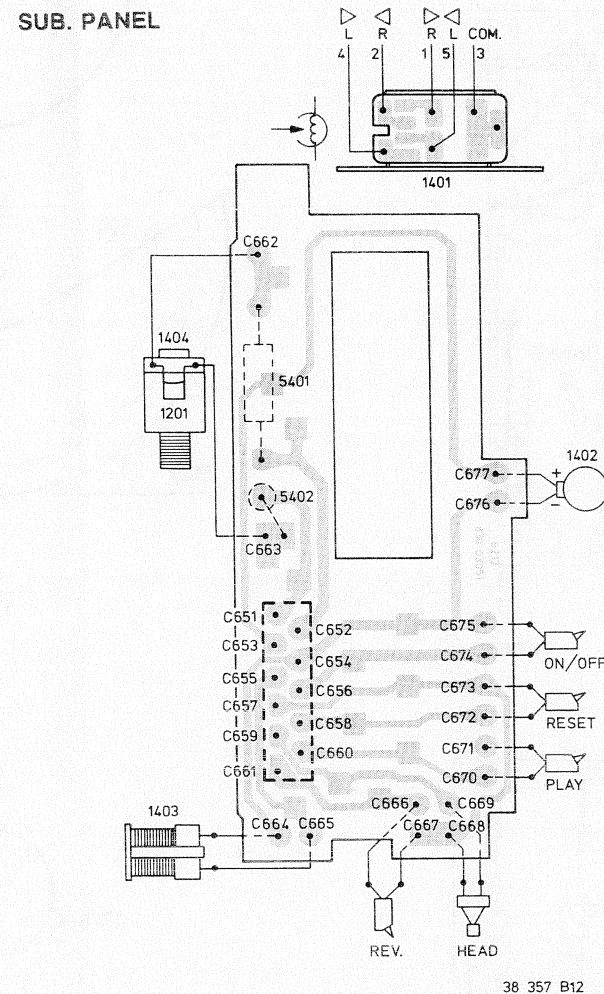 SUB. PANEL
L R R L COM.
4 2 1 5 3
1401
C662
1404
5401
1201
1402
C677
+
C676
−
5402
C663
C651
C652
C675
C653
C654
C674
ON/OFF
C655
C656
C673
C657
C658
C672
RESET
C659
C660
C671
C661
C670
PLAY
1403
C664
C665
C666
C669
C667
C668
REV.
HEAD
38 357 B12